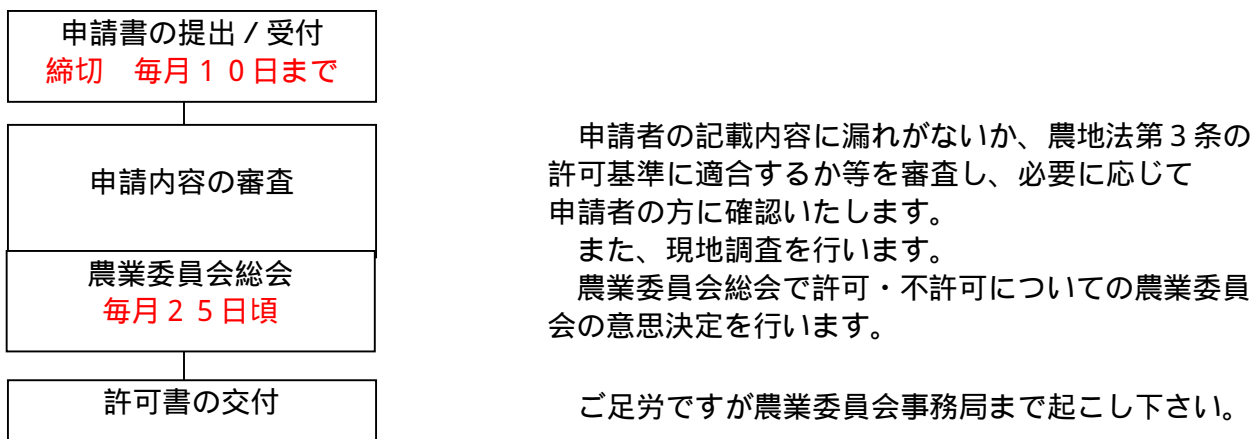 申請書の提出/受付
締切　毎月10日まで
申請内容の審査
　申請者の記載内容に漏れがないか、農地法第3条の
許可基準に適合するか等を審査し、必要に応じて
申請者の方に確認いたします。
　また、現地調査を行います。
農業委員会総会
毎月25日頃
　農業委員会総会で許可・不許可についての農業委員
会の意思決定を行います。
許可書の交付
　ご足労ですが農業委員会事務局まで起こし下さい。